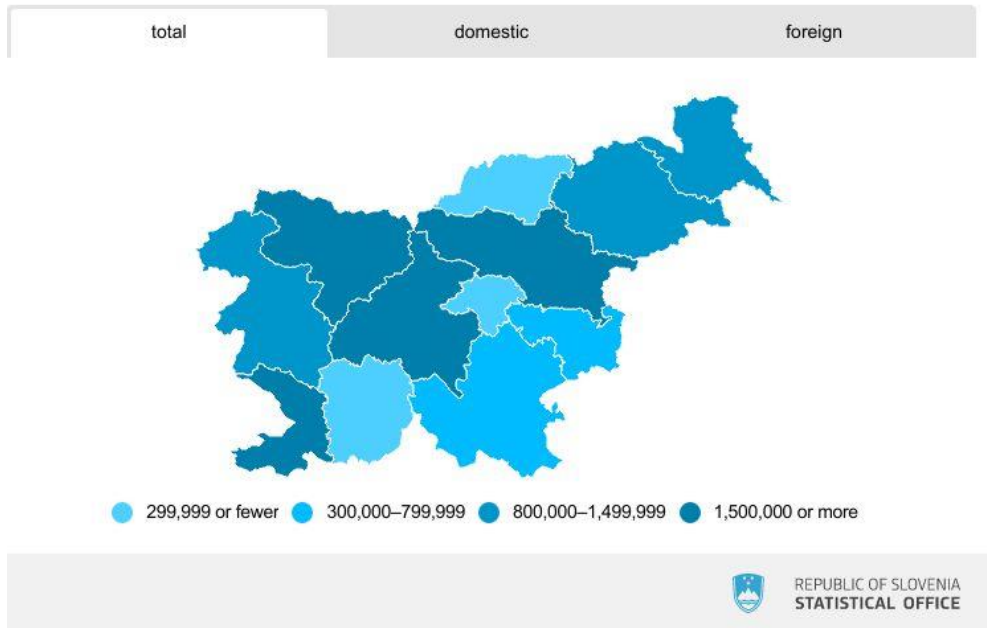 total domestic foreign
299,999 or fewer 300,000–799,999 800,000–1,499,999 1,500,000 or more
REPUBLIC OF SLOVENIA
STATISTICAL OFFICE